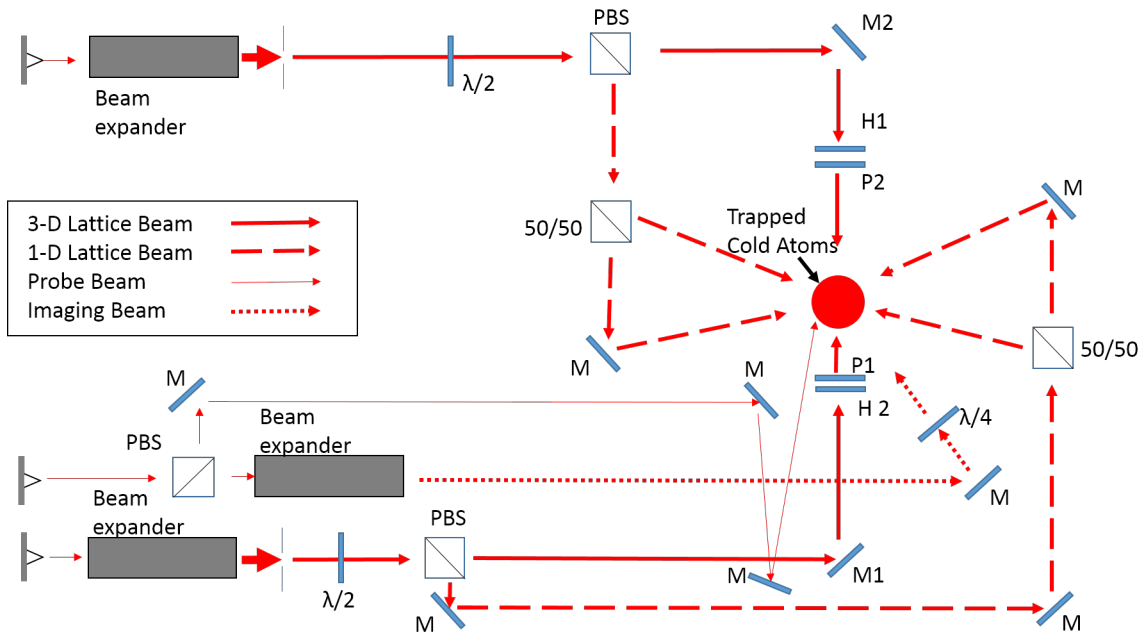 PBS
M2
λ/2
Beam
expander
H1
P2
3-D Lattice Beam
1-D Lattice Beam
Probe Beam
Imaging Beam
50/50
Trapped
Cold Atoms
M
50/50
M
M
M
P1
H 2
λ/4
PBS
Beam
expander
M
Beam
expander
PBS
λ/2
M
M1
M
M